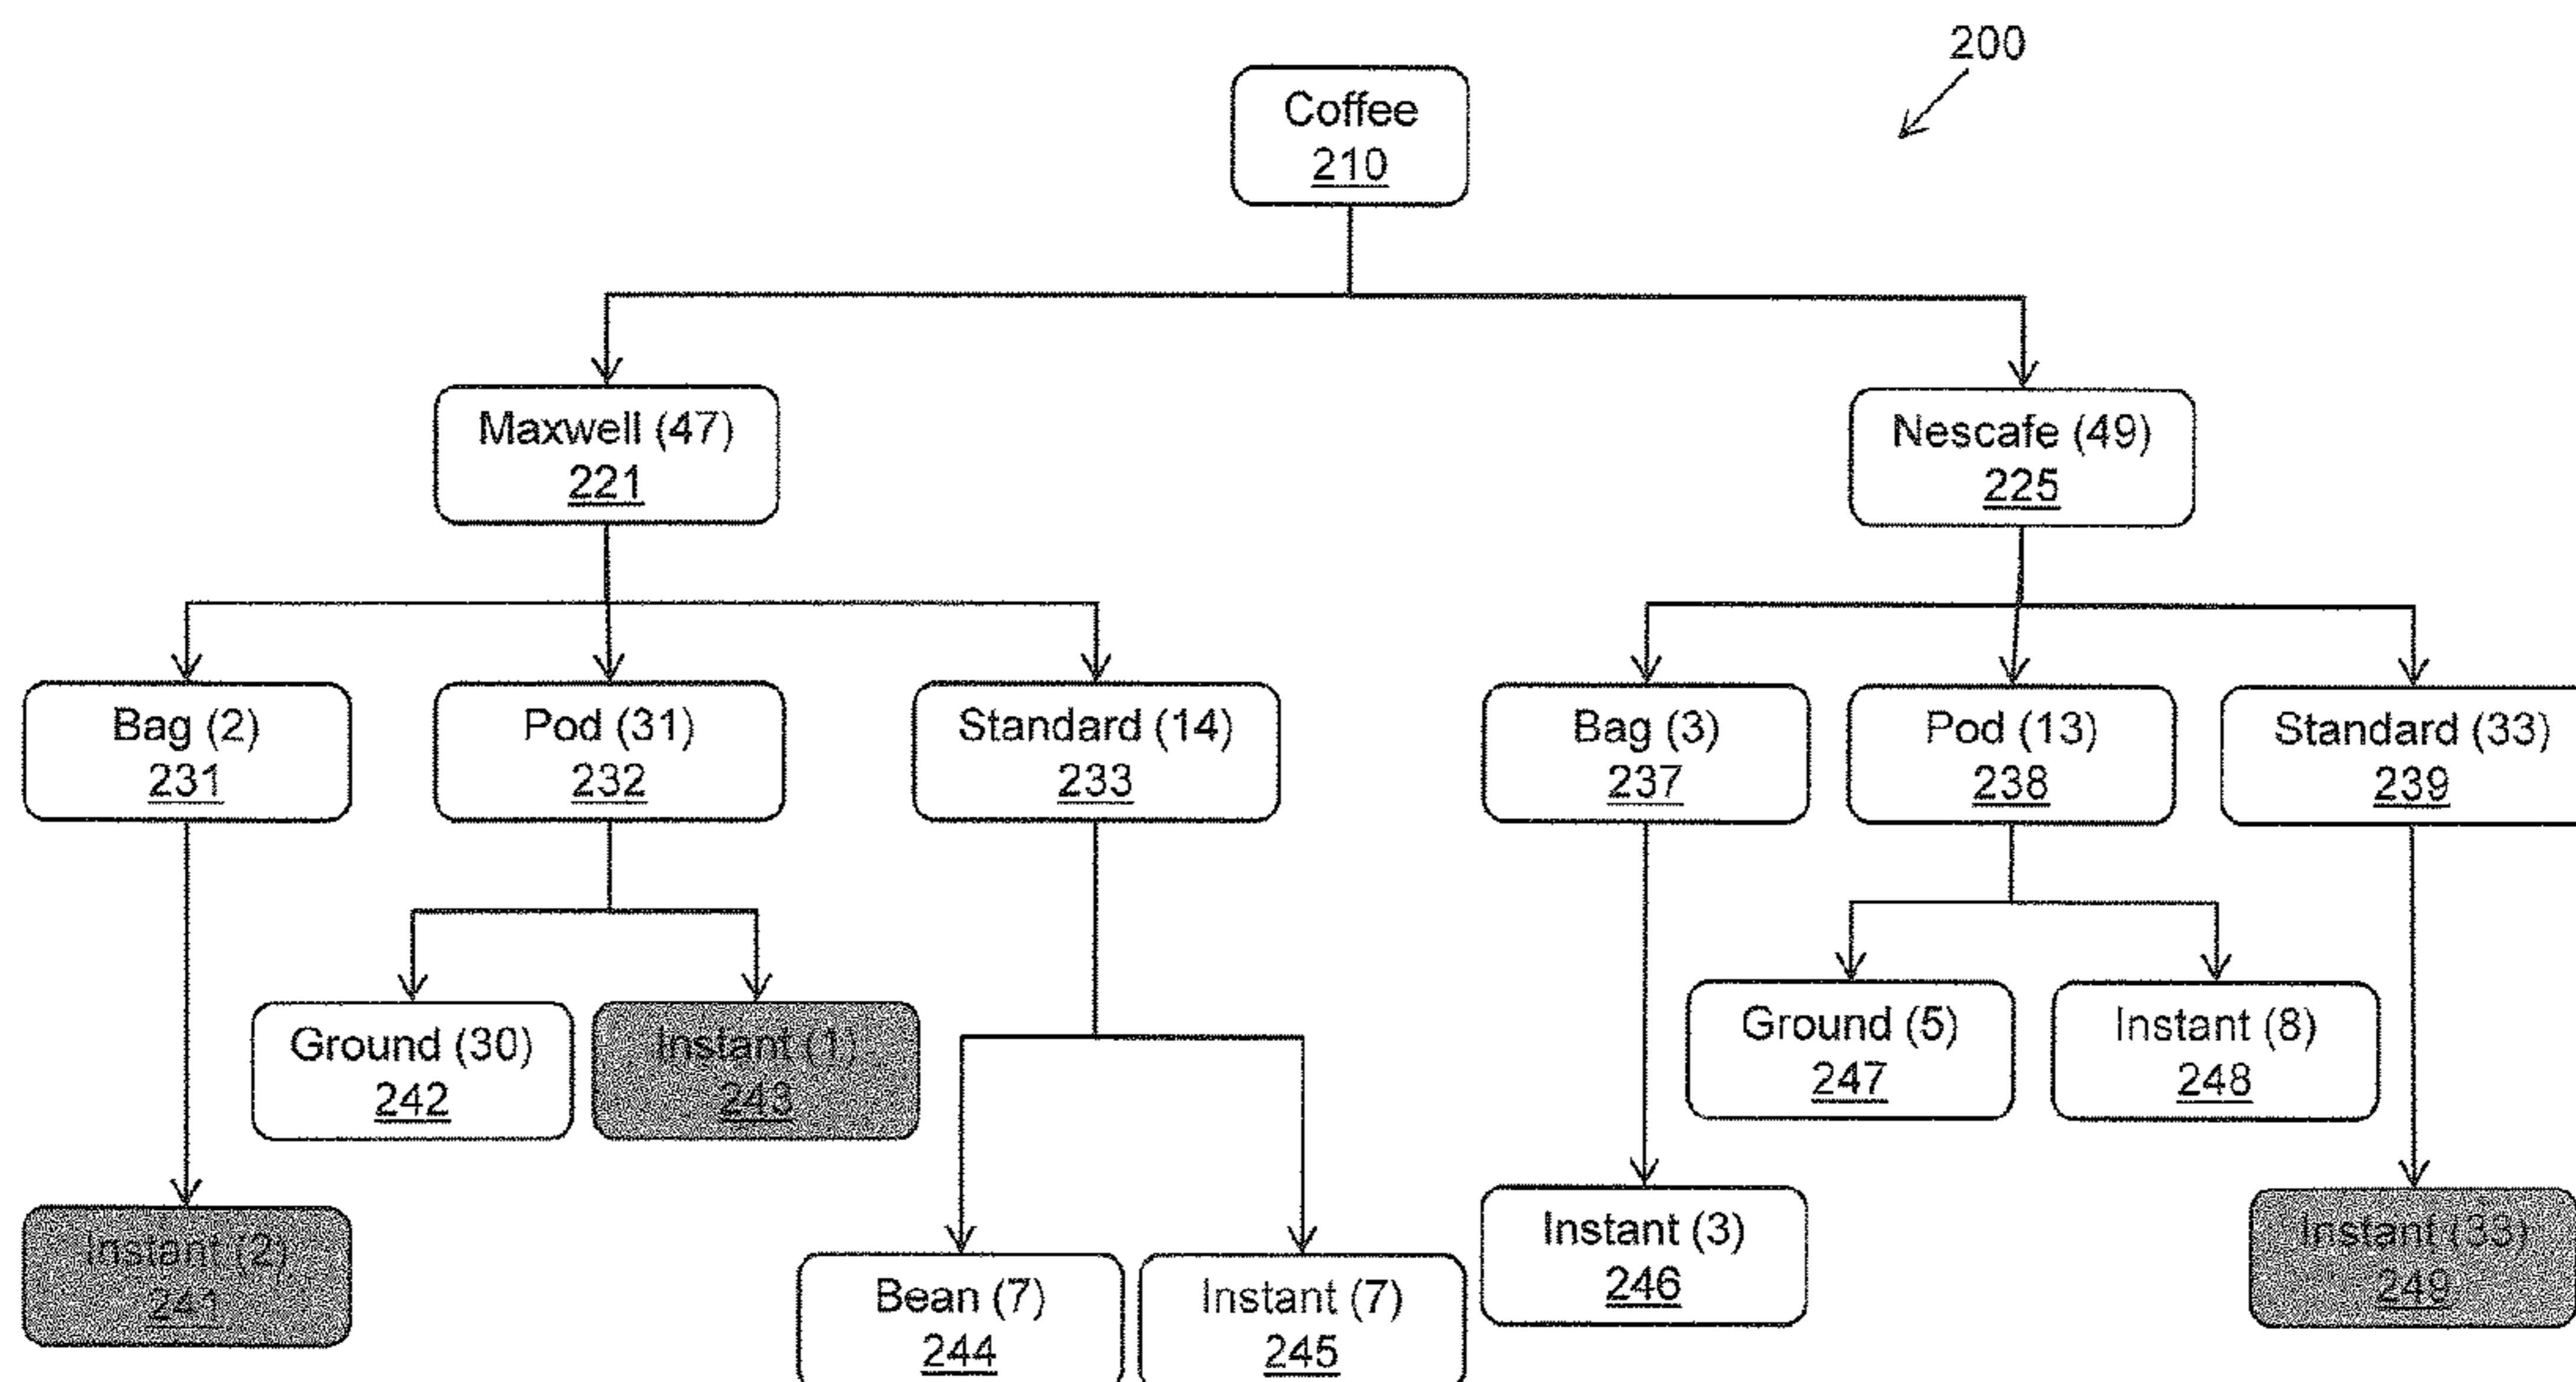 200
Coffee
210
Maxwell (47)
221
Nescafe (49)
225
Bag (2)
231
Pod (31)
232
Standard (14)
233
Bag (3)
237
Pod (13)
238
Standard (33)
239
Ground (30)
242
Instant (1)
243
Ground (5)
247
Instant (8)
248
Instant (2)
241
Bean (7)
244
Instant (7)
245
Instant (3)
246
Instant (33)
249